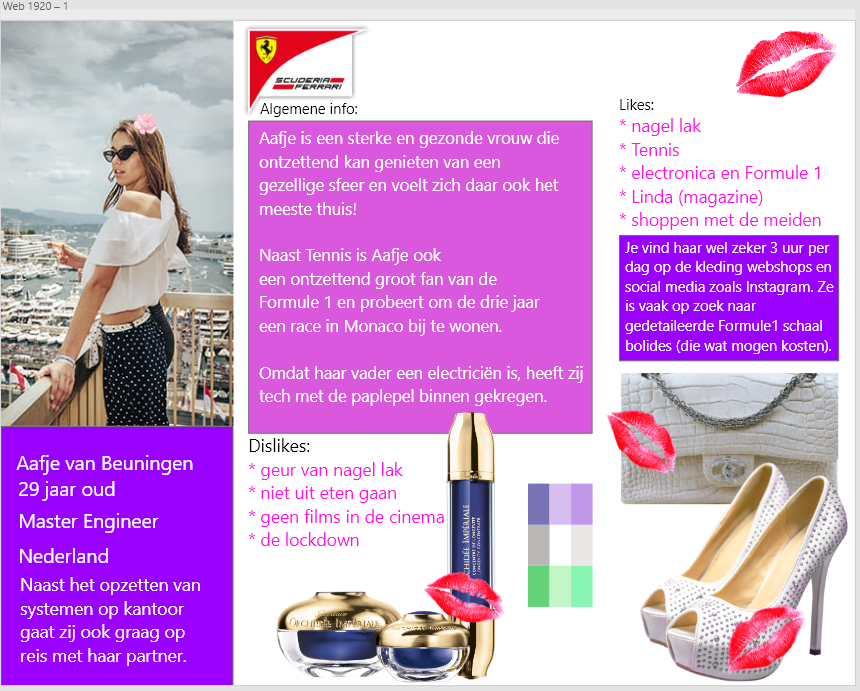 Web 1920 – 1
SCUDERIA
FERRARI
Algemene info:
Aafje is een sterke en gezonde vrouw die
ontzettend kan genieten van een
gezellige sfeer en voelt zich daar ook het
meeste thuis!
Naast Tennis is Aafje ook
een ontzettend groot fan van de
Formule 1 en probeert om de drie jaar
een race in Monaco bij te wonen.
Omdat haar vader een electriciën is, heeft zij
tech met de paplepel binnen gekregen.
Likes:
* nagel lak
* Tennis
* electronica en Formule 1
* Linda (magazine)
* shoppen met de meiden
Je vind haar wel zeker 3 uur per
dag op de kleding webshops en
social media zoals Instagram. Ze
is vaak op zoek naar
gedetaileerde Formule1 schaal
bolides (die wat mogen kosten).
Aafje van Beuningen
29 jaar oud
Master Engineer
Nederland
Naast het opzetten van
systemen op kantoor
gaat zij ook graag op
reis met haar partner.
Dislikes:
* geur van nagel lak
* niet uit eten gaan
* geen films in de cinema
* de lockdown
ORCHIDÉE IMPÉRIALE